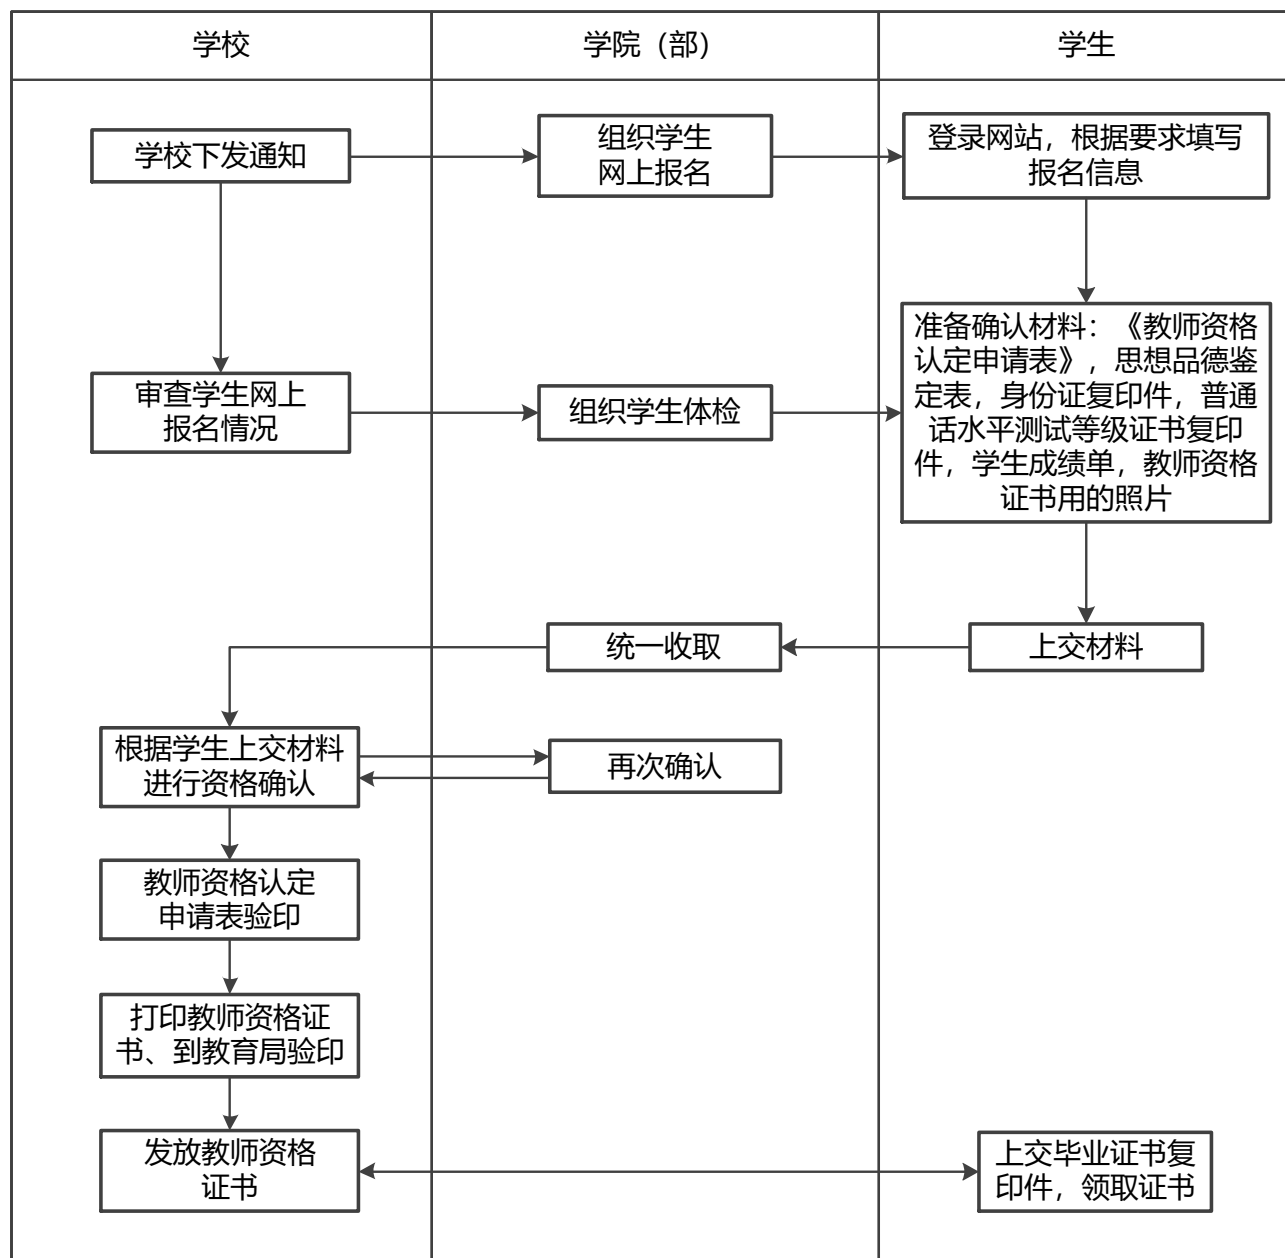 学校
学院（部）
学生
学校下发通知
组织学生
网上报名
登录网站，根据要求填写
报名信息
审查学生网上
报名情况
组织学生体检
准备确认材料：《教师资格
认定申请表》，思想品德鉴
定表，身份证复印件，普通
话水平测试等级证书复印
件，学生成绩单，教师资格
证书用的照片
统一收取
上交材料
根据学生上交材料
进行资格确认
再次确认
教师资格认定
申请表验印
打印教师资格证
书、到教育局验印
发放教师资格
证书
上交毕业证书复
印件，领取证书